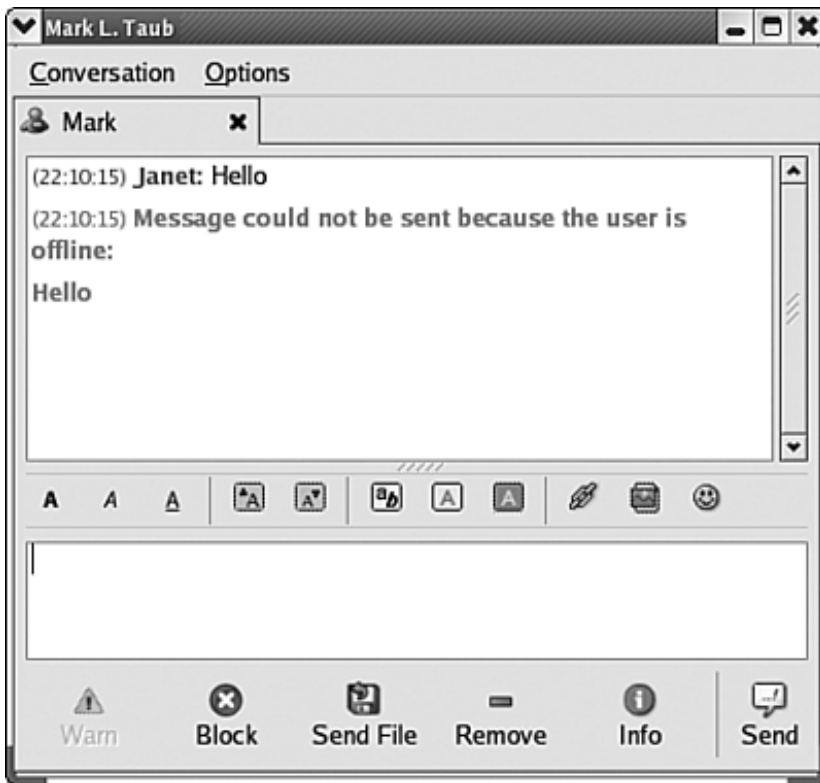 Mark L. Taub
Conversation Options
Mark
(22:10:15) Janet: Hello
(22:10:15) Message could not be sent because the user is
offline:
Hello
A A A A A ab A A
Warn Block Send File Remove Info Send